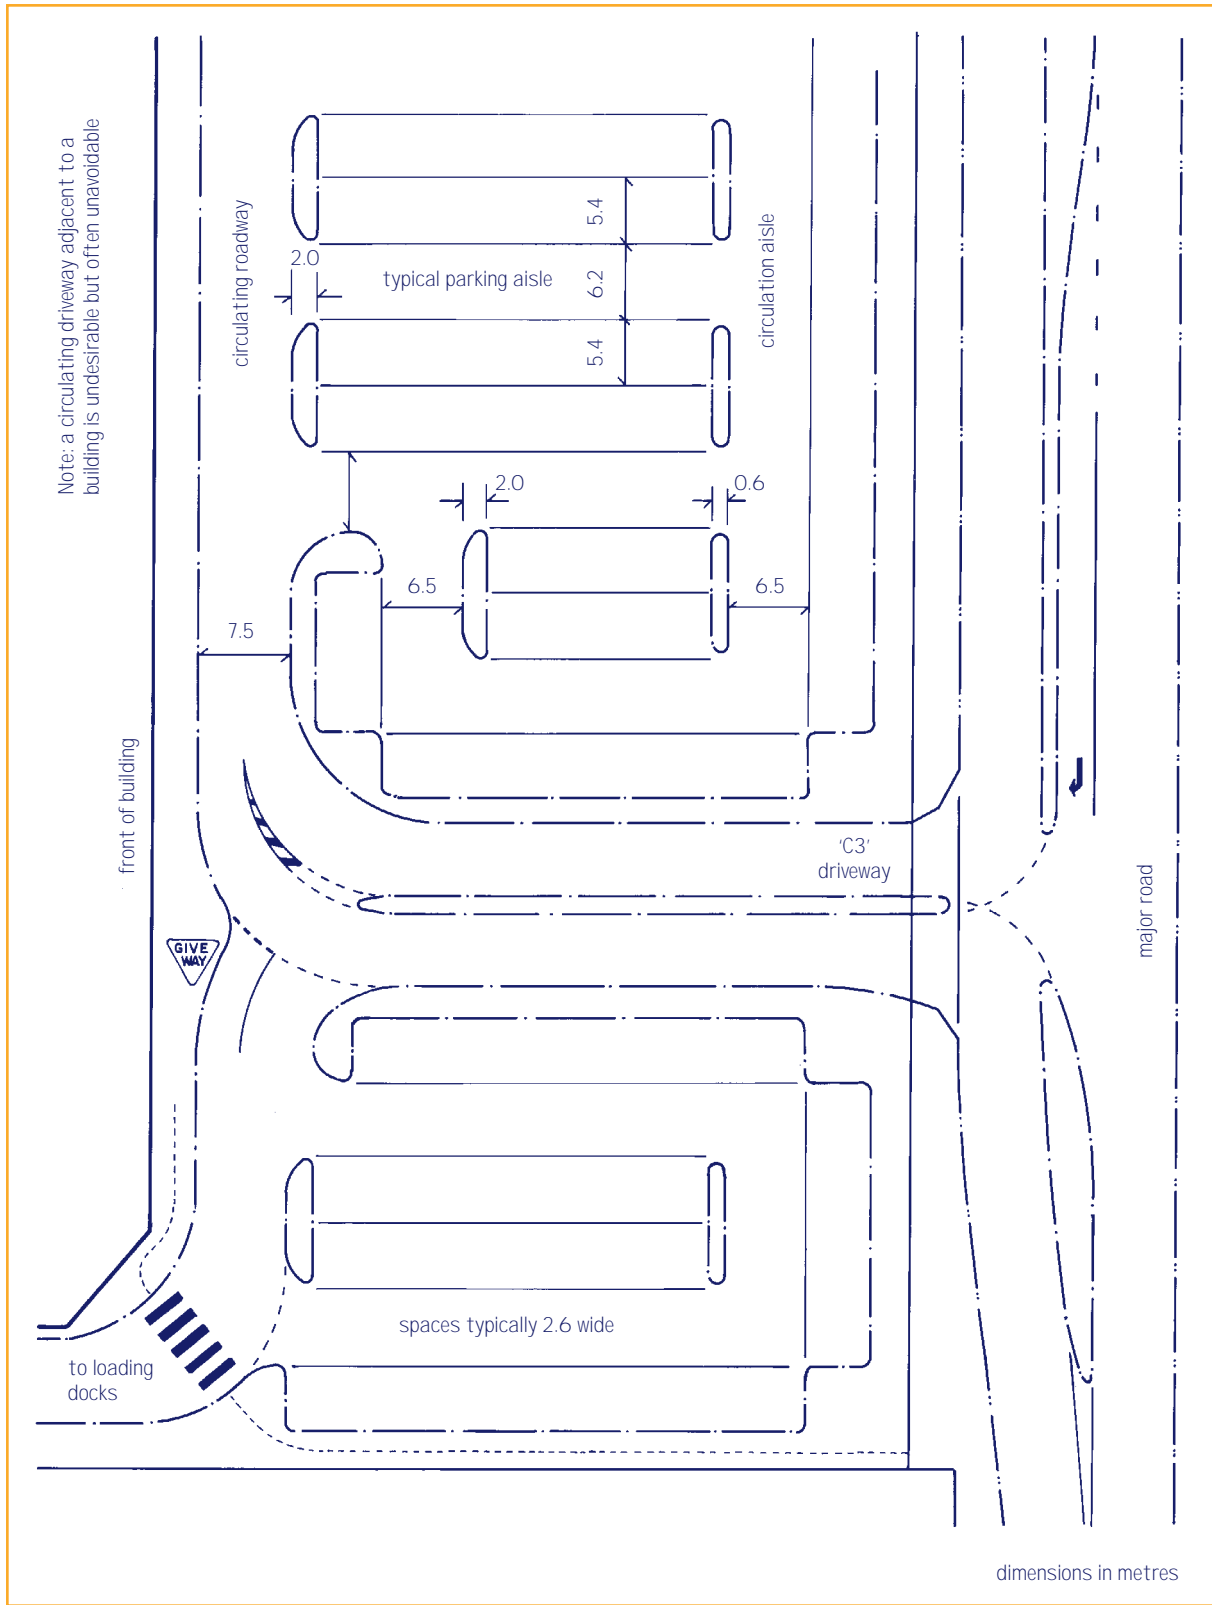 Note: a circulating driveway adjacent to a
building is undesirable but often unavoidable
circulating roadway
2.0
typical parking aisle
5.4
6.2
5.4
circulation aisle
2.0
0.6
6.5
6.5
7.5
front of building
'C3'
driveway
major road
GIVE
WAY
spaces typically 2.6 wide
to loading
docks
dimensions in metres